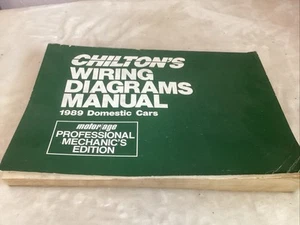 CHILTON'S
WIRING
DIAGRAMS
MANUAL
1989 Domestic Cars
motor/age
PROFESSIONAL
MECHANIC'S
EDITION